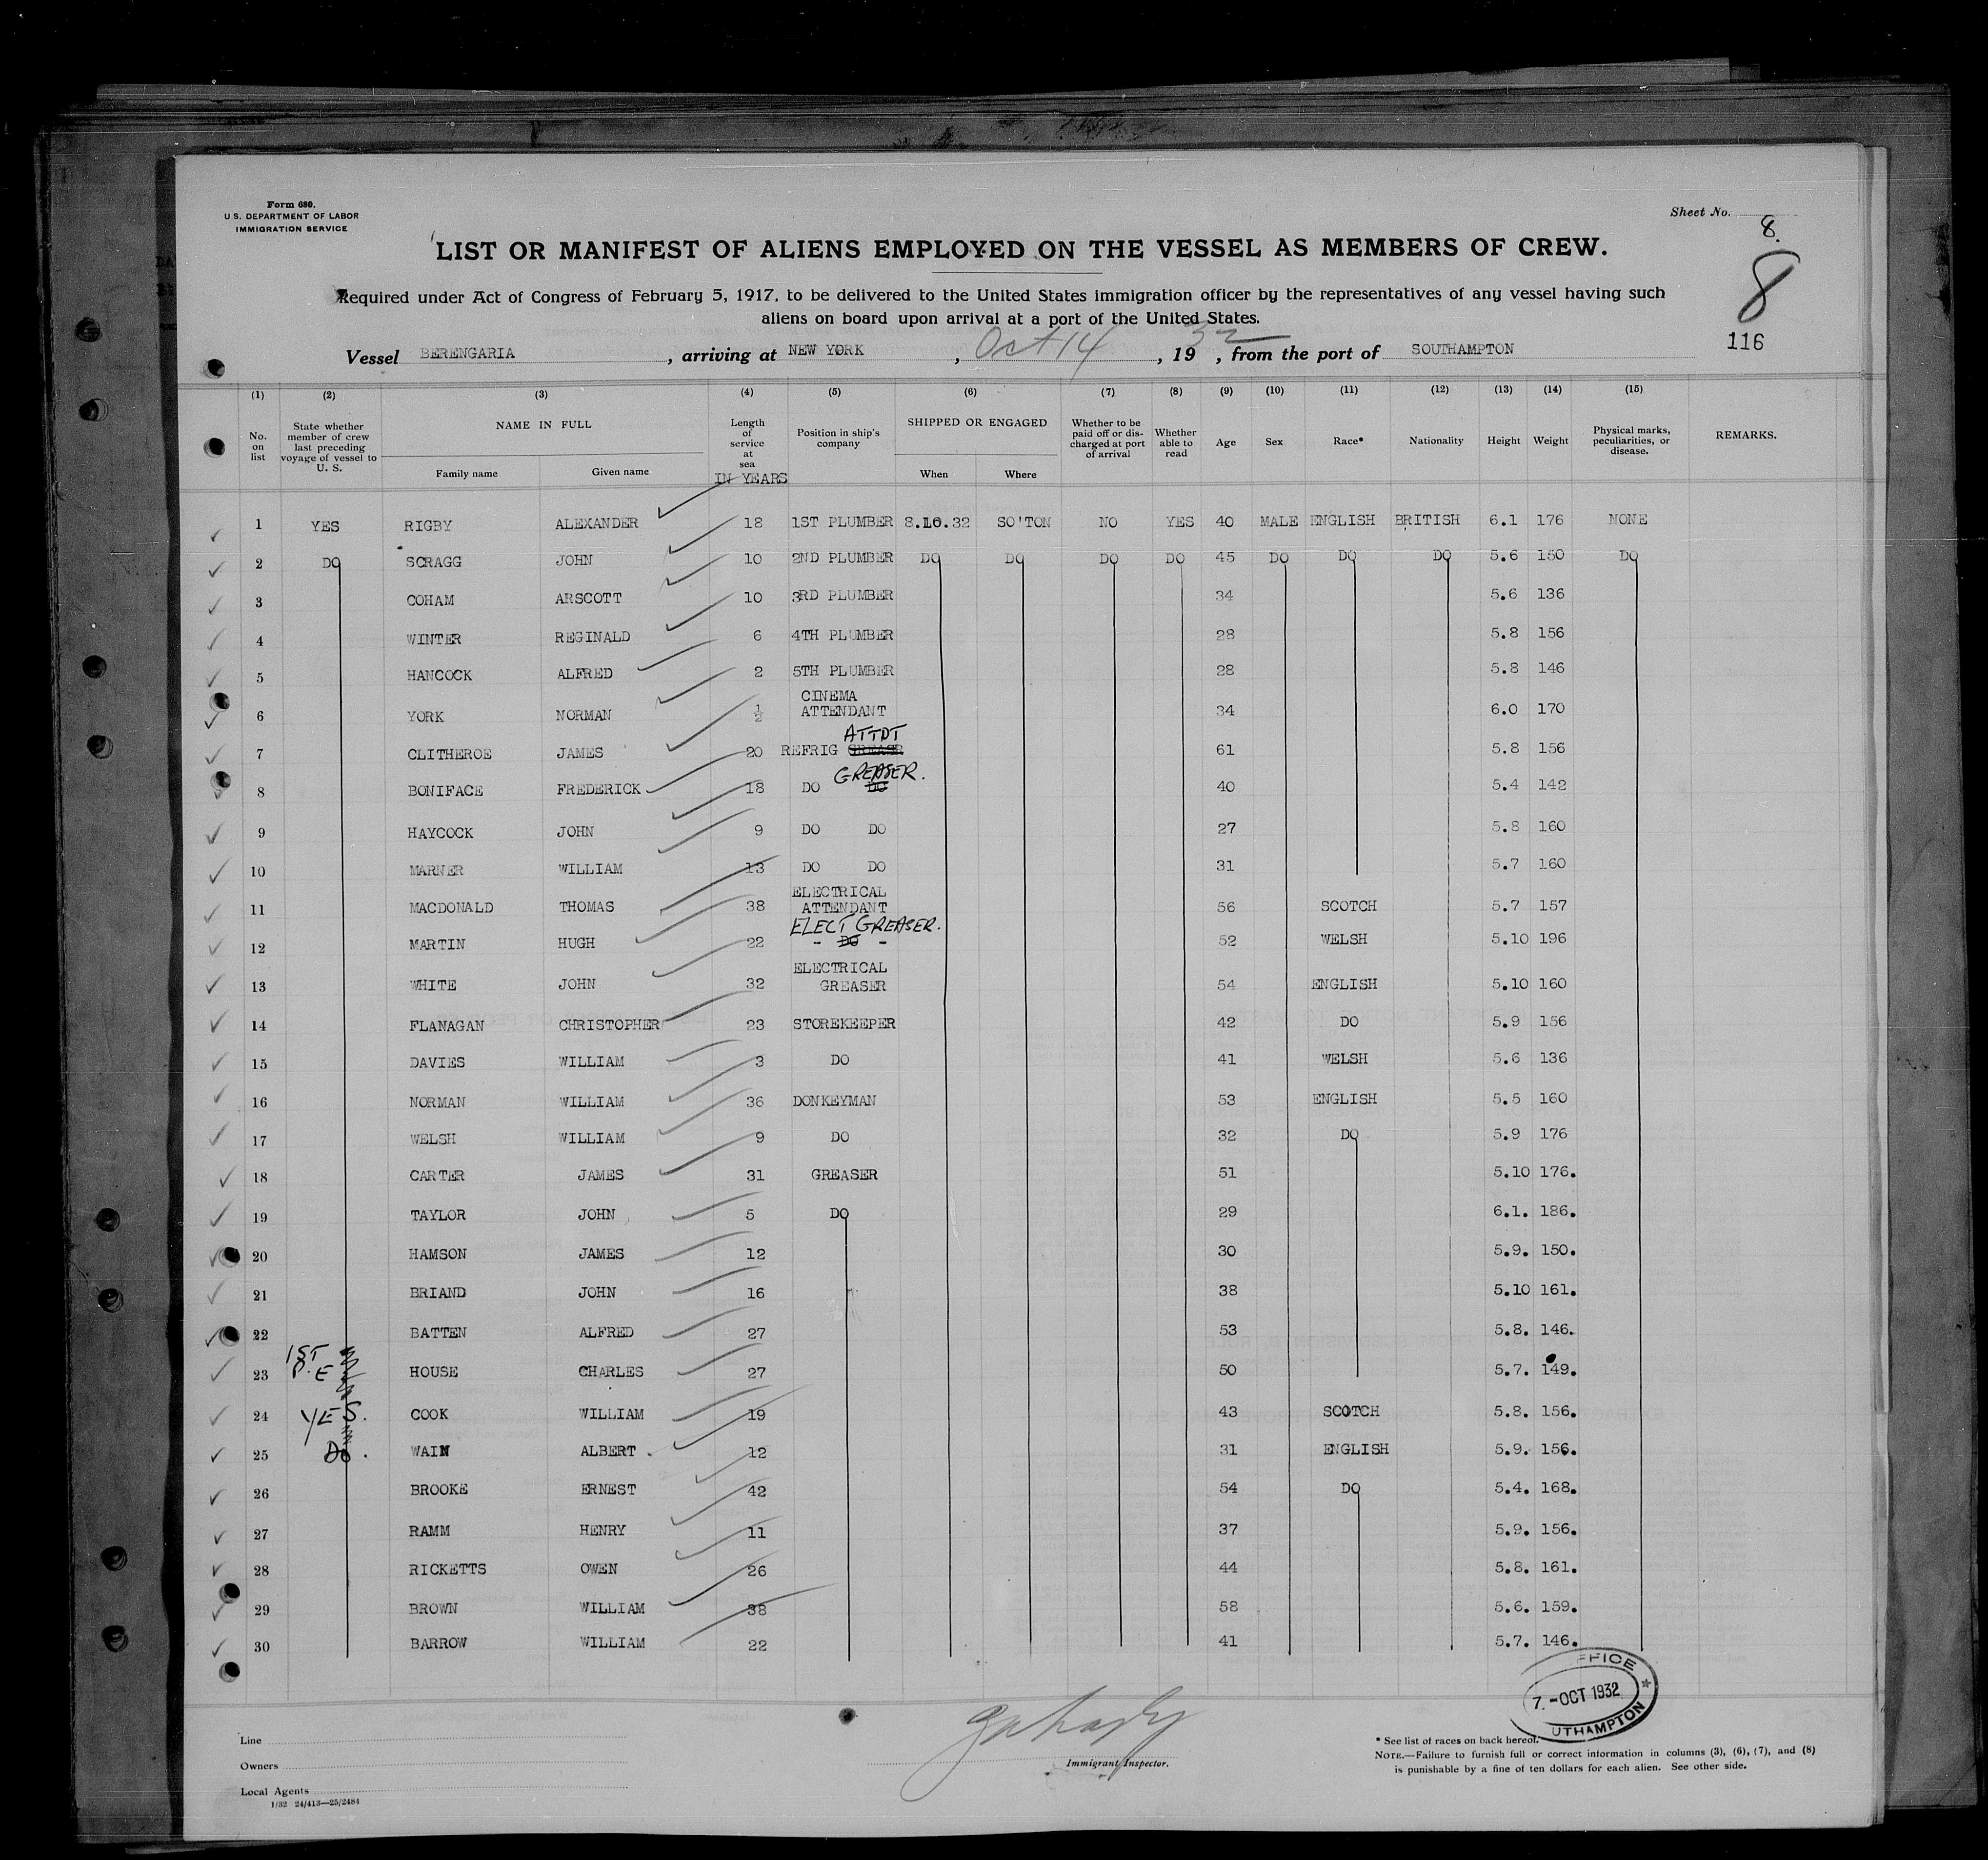 Form 680.
U.S. DEPARTMENT OF LABOR
IMMIGRATION SERVICE
Sheet No. 8.
LIST OR MANIFEST OF ALIENS EMPLOYED ON THE VESSEL AS MEMBERS OF CREW.
8
Required under Act of Congress of February 5, 1917, to be delivered to the United States immigration officer by the representatives of any vessel having such
aliens on board upon arrival at a port of the United States.
116
Vessel BERENGARIA, arriving at NEW YORK, Oct 14, 1932, from the port of SOUTHAMPTON
(1) (2) (3) (4) (5) (6) (7) (8) (9) (10) (11) (12) (13) (14) (15)
No. on list State whether member of crew last preceding voyage of vessel to U. S. NAME IN FULL Family name Given name Length of service at sea IN YEARS Position in ship's company SHIPPED OR ENGAGED When Where Whether to be paid off or discharged at port of arrival Whether able to read Age Sex Race* Nationality Height Weight Physical marks, peculiarities, or disease. REMARKS.
1 YES RIGBY ALEXANDER 18 1ST PLUMBER 8.10.32 SO'TON NO YES 40 MALE ENGLISH BRITISH 6.1 176 NONE
2 DO SCRAGG JOHN 10 2ND PLUMBER DO DO DO DO 45 DO DO DO 5.6 150 DO
3 COHAM ARSCOTT 10 3RD PLUMBER 34 5.6 136
4 WINTER REGINALD 6 4TH PLUMBER 28 5.8 156
5 HANCOCK ALFRED 2 5TH PLUMBER 28 5.8 146
6 YORK NORMAN ½ CINEMA ATTENDANT 34 6.0 170
7 CLITHEROE JAMES 20 REFRIG GREASR ATTDT 61 5.8 156
8 BONIFACE FREDERICK 18 DO DO GREASER. 40 5.4 142
9 HAYCOCK JOHN 9 DO DO 27 5.8 160
10 MARNER WILLIAM 13 DO DO 31 5.7 160
11 MACDONALD THOMAS 38 ELECTRICAL ATTENDANT 56 SCOTCH 5.7 157
12 MARTIN HUGH 22 ELECT GREASER. - DO - 52 WELSH 5.10 196
13 WHITE JOHN 32 ELECTRICAL GREASER 54 ENGLISH 5.10 160
14 FLANAGAN CHRISTOPHER 23 STOREKEEPER 42 DO 5.9 156
15 DAVIES WILLIAM 3 DO 41 WELSH 5.6 136
16 NORMAN WILLIAM 36 DONKEYMAN 53 ENGLISH 5.5 160
17 WELSH WILLIAM 9 DO 32 DO 5.9 176
18 CARTER JAMES 31 GREASER 51 5.10 176.
19 TAYLOR JOHN 5 DO 29 6.1. 186.
20 HAMSON JAMES 12 30 5.9. 150.
21 BRIAND JOHN 16 38 5.10 161.
22 BATTEN ALFRED 27 53 5.8. 146.
23 1ST HOUSE CHARLES 27 50 5.7. 149.
24 YES. COOK WILLIAM 19 43 SCOTCH 5.8. 156.
25 DO. WAIN ALBERT. 12 31 ENGLISH 5.9. 156.
26 BROOKE ERNEST 42 54 DO 5.4. 168.
27 RAMM HENRY 11 37 5.9. 156.
28 RICKETTS OWEN 26 44 5.8. 161.
29 BROWN WILLIAM 38 58 5.6. 159.
30 BARROW WILLIAM 22 41 5.7. 146.
FFICE
7.-OCT 1932
UTHAMPTON
Line
Owners
Local Agents
1/32 24/413—25/2484
Immigrant Inspector.
* See list of races on back hereof.
NOTE.—Failure to furnish full or correct information in columns (3), (6), (7), and (8)
is punishable by a fine of ten dollars for each alien. See other side.